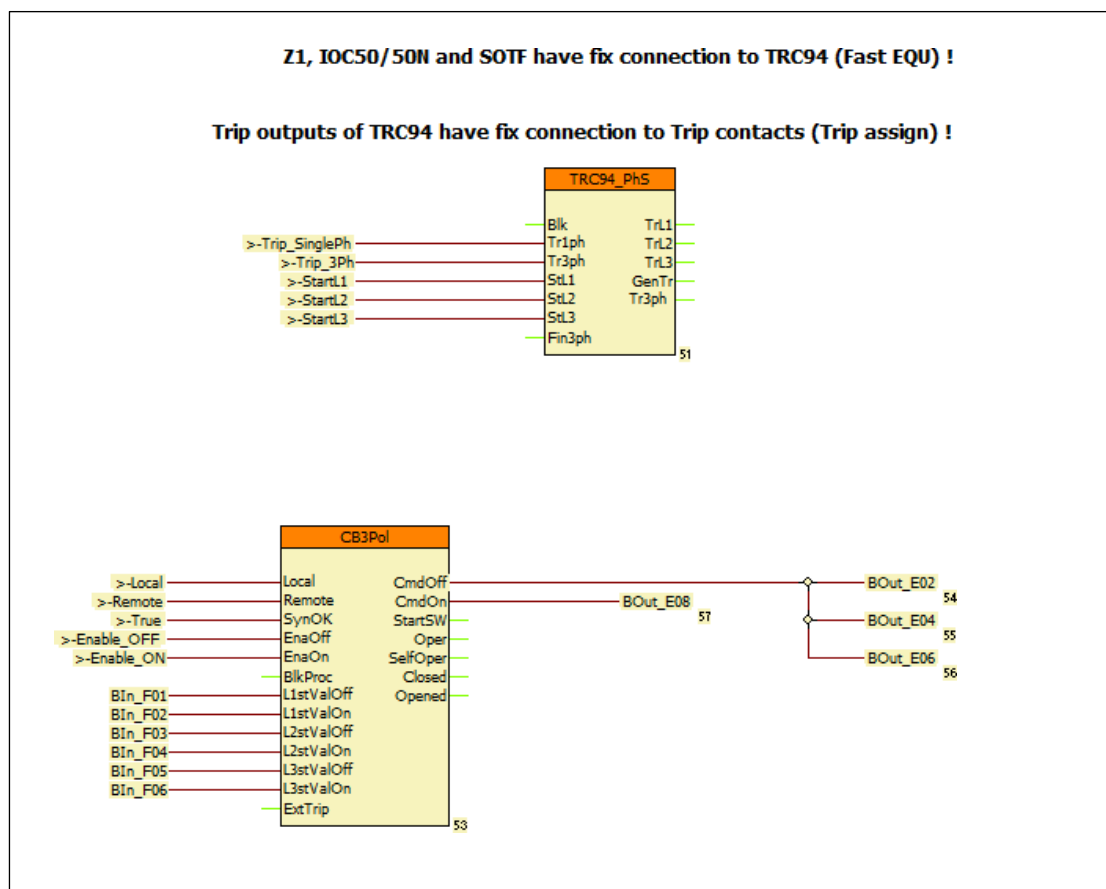 Z1, IOC50/50N and SOTF have fix connection to TRC94 (Fast EQU) !
Trip outputs of TRC94 have fix connection to Trip contacts (Trip assign) !
TRC94_PhS
Blk TrL1
>-Trip_SinglePh Tr1ph TrL2
>-Trip_3Ph Tr3ph TrL3
>-StartL1 StL1 GenTr
>-StartL2 StL2 Tr3ph
>-StartL3 StL3
Fin3ph
51
CB3Pol
>-Local Local CmdOff BOut_E02
54
>-Remote Remote CmdOn BOut_E08
57
>-True SynOK StartSW BOut_E04
55
>-Enable_OFF EnaOff Oper
>-Enable_ON EnaOn SelfOper BOut_E06
56
BlkProc Closed
BIn_F01 L1stValOff Opened
BIn_F02 L1stValOn
BIn_F03 L2stValOff
BIn_F04 L2stValOn
BIn_F05 L3stValOff
BIn_F06 L3stValOn
ExtTrip
53